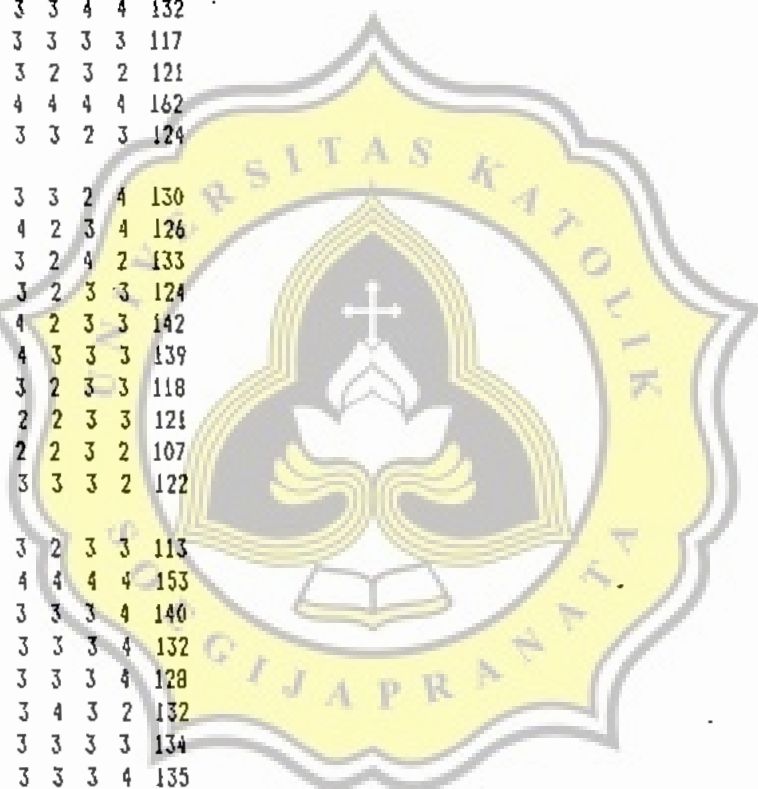 3 3 4 4 132
3 3 3 3 117
3 2 3 2 121
4 4 4 4 162
3 3 2 3 124
3 3 2 4 130
4 2 3 4 126
3 2 4 2 133
3 2 3 3 124
4 2 3 3 142
4 3 3 3 139
3 2 3 3 118
2 2 3 3 121
2 2 3 2 107
3 3 3 2 122
3 2 3 3 113
4 4 4 4 153
3 3 3 4 140
3 3 3 4 132
3 3 3 4 128
3 4 3 2 132
3 3 3 3 134
3 3 3 4 135
UNIVERSITAS KATOLIK
SOEGIJAPRANATA